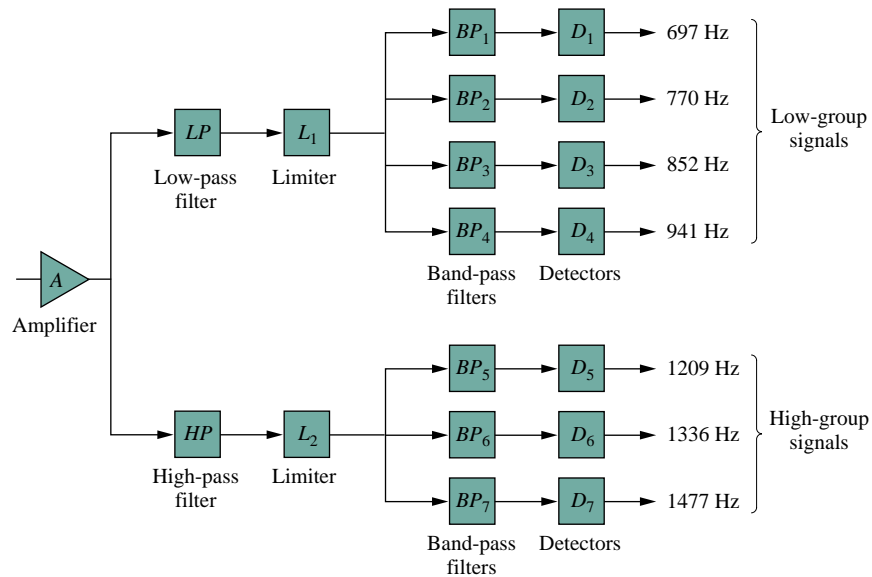 BP₁
D₁
697 Hz
BP₂
D₂
770 Hz
LP
L₁
Low-group
signals
BP₃
D₃
852 Hz
Low-pass
filter
Limiter
BP₄
D₄
941 Hz
Band-pass
filters
Detectors
A
Amplifier
BP₅
D₅
1209 Hz
HP
L₂
BP₆
D₆
1336 Hz
High-group
signals
High-pass
filter
Limiter
BP₇
D₇
1477 Hz
Band-pass
filters
Detectors